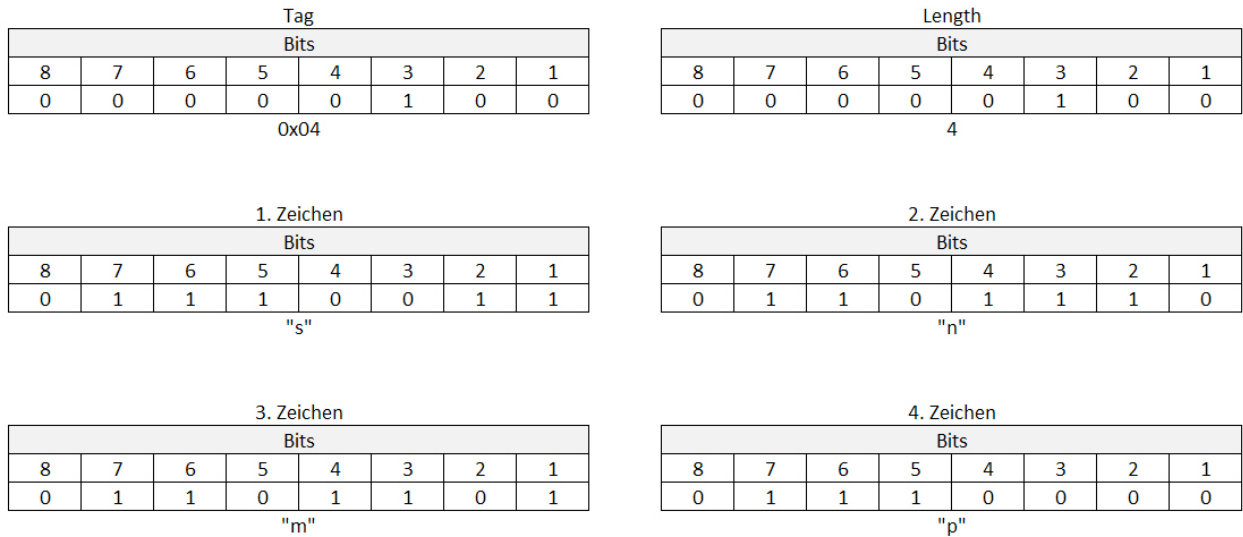 Tag
Bits
8 7 6 5 4 3 2 1
0 0 0 0 0 1 0 0
0x04
Length
Bits
8 7 6 5 4 3 2 1
0 0 0 0 0 1 0 0
4
1. Zeichen
Bits
8 7 6 5 4 3 2 1
0 1 1 1 0 0 1 1
"s"
2. Zeichen
Bits
8 7 6 5 4 3 2 1
0 1 1 0 1 1 1 0
"n"
3. Zeichen
Bits
8 7 6 5 4 3 2 1
0 1 1 0 1 1 0 1
"m"
4. Zeichen
Bits
8 7 6 5 4 3 2 1
0 1 1 1 0 0 0 0
"p"